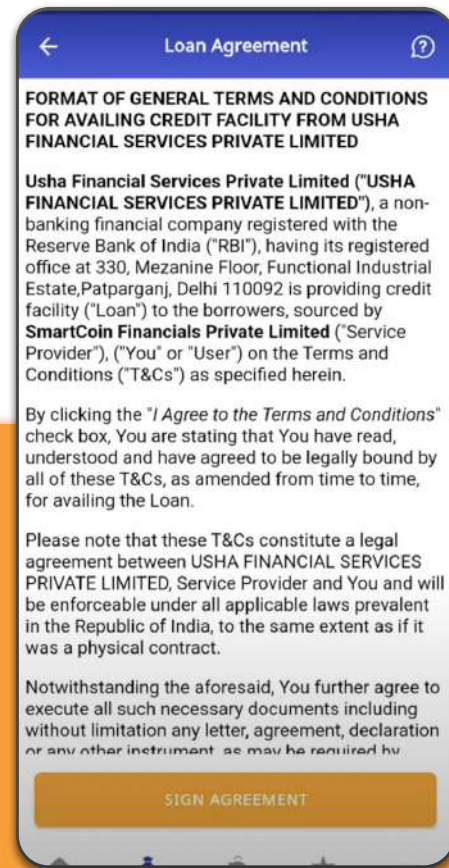 Loan Agreement
FORMAT OF GENERAL TERMS AND CONDITIONS
FOR AVAILING CREDIT FACILITY FROM USHA
FINANCIAL SERVICES PRIVATE LIMITED
Usha Financial Services Private Limited ("USHA
FINANCIAL SERVICES PRIVATE LIMITED"), a non-
banking financial company registered with the
Reserve Bank of India ("RBI"), having its registered
office at 330, Mezanine Floor, Functional Industrial
Estate,Patparganj, Delhi 110092 is providing credit
facility ("Loan") to the borrowers, sourced by
SmartCoin Financials Private Limited ("Service
Provider"), ("You" or "User") on the Terms and
Conditions ("T&Cs") as specified herein.
By clicking the "I Agree to the Terms and Conditions"
check box, You are stating that You have read,
understood and have agreed to be legally bound by
all of these T&Cs, as amended from time to time,
for availing the Loan.
Please note that these T&Cs constitute a legal
agreement between USHA FINANCIAL SERVICES
PRIVATE LIMITED, Service Provider and You and will
be enforceable under all applicable laws prevalent
in the Republic of India, to the same extent as if it
was a physical contract.
Notwithstanding the aforesaid, You further agree to
execute all such necessary documents including
without limitation any letter, agreement, declaration
or any other instrument, as may be required by
SIGN AGREEMENT